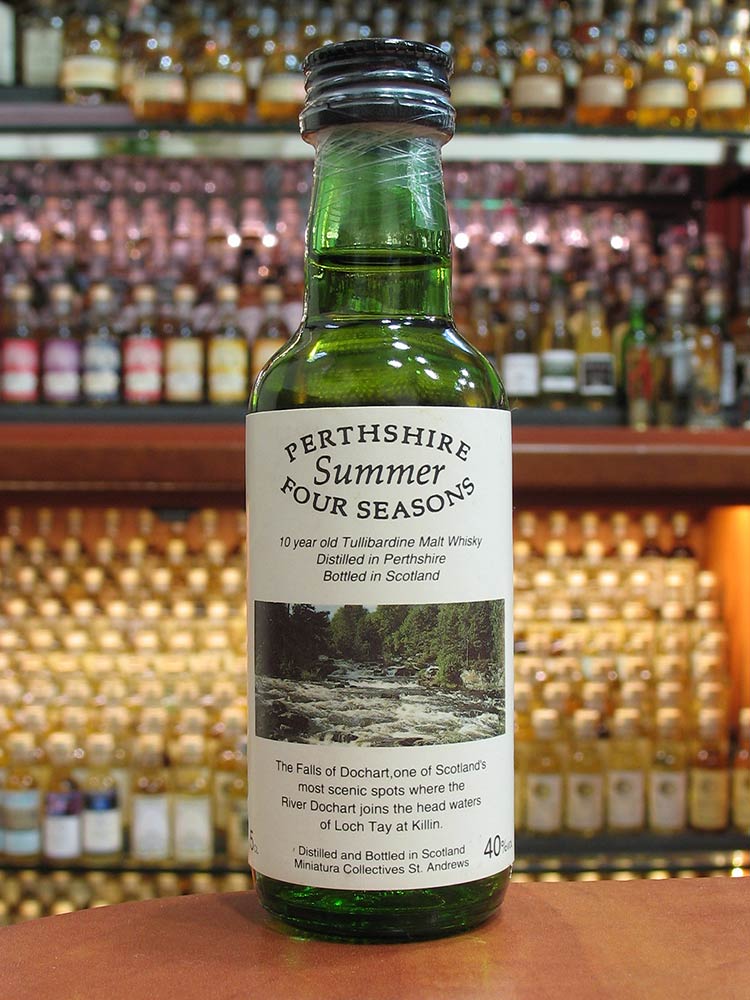 PERTHSHIRE
Summer
FOUR SEASONS
10 year old Tullibardine Malt Whisky
Distilled in Perthshire
Bottled in Scotland
The Falls of Dochart,one of Scotland's
most scenic spots where the
River Dochart joins the head waters
of Loch Tay at Killin.
Distilled and Bottled in Scotland
Miniatura Collectives St. Andrews
40%